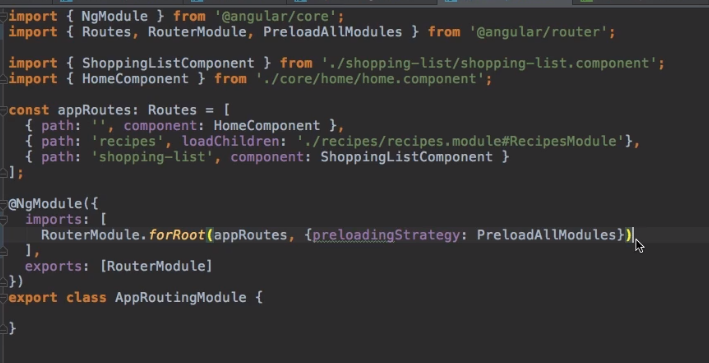 import { NgModule } from '@angular/core';
import { Routes, RouterModule, PreloadAllModules } from '@angular/router';

import { ShoppingListComponent } from './shopping-list/shopping-list.component';
import { HomeComponent } from './core/home/home.component';

const appRoutes: Routes = [
  { path: '', component: HomeComponent },
  { path: 'recipes', loadChildren: './recipes/recipes.module#RecipesModule'},
  { path: 'shopping-list', component: ShoppingListComponent }
];

@NgModule({
  imports: [
    RouterModule.forRoot(appRoutes, {preloadingStrategy: PreloadAllModules})
  ],
  exports: [RouterModule]
})
export class AppRoutingModule {

}